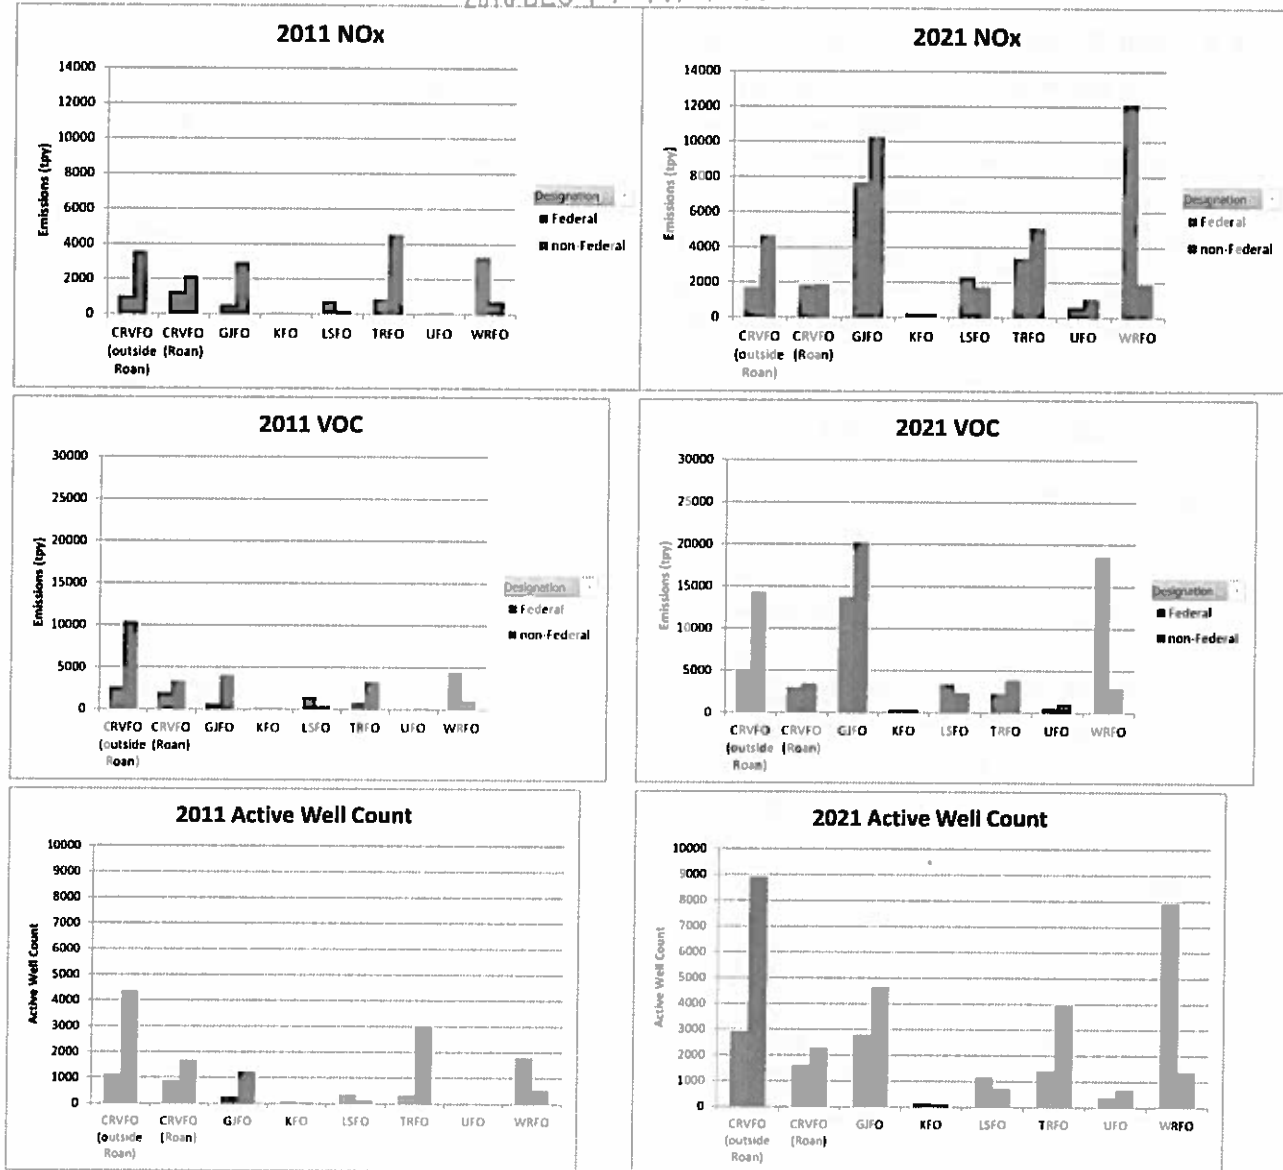 2011 NOx
14000
12000
10000
8000
6000
4000
2000
0
Emissions (tpy)
CRVFO (outside Roan)
CRVFO (Roan)
GJFO
KFO
LSFO
TRFO
UFO
WRFO
Designation
Federal
non-Federal
2021 NOx
14000
12000
10000
8000
6000
4000
2000
0
Emissions (tpy)
CRVFO (outside Roan)
CRVFO (Roan)
GJFO
KFO
LSFO
TRFO
UFO
WRFO
Designation
Federal
non-Federal
2011 VOC
30000
25000
20000
15000
10000
5000
0
Emissions (tpy)
CRVFO (outside Roan)
CRVFO (Roan)
GJFO
KFO
LSFO
TRFO
UFO
WRFO
Designation
Federal
non-Federal
2021 VOC
30000
25000
20000
15000
10000
5000
0
Emissions (tpy)
CRVFO (outside Roan)
CRVFO (Roan)
GJFO
KFO
LSFO
TRFO
UFO
WRFO
Designation
Federal
non-Federal
2011 Active Well Count
10000
9000
8000
7000
6000
5000
4000
3000
2000
1000
0
Active Well Count
CRVFO (outside Roan)
CRVFO (Roan)
GJFO
KFO
LSFO
TRFO
UFO
WRFO
2021 Active Well Count
10000
9000
8000
7000
6000
5000
4000
3000
2000
1000
0
Active Well Count
CRVFO (outside Roan)
CRVFO (Roan)
GJFO
KFO
LSFO
TRFO
UFO
WRFO